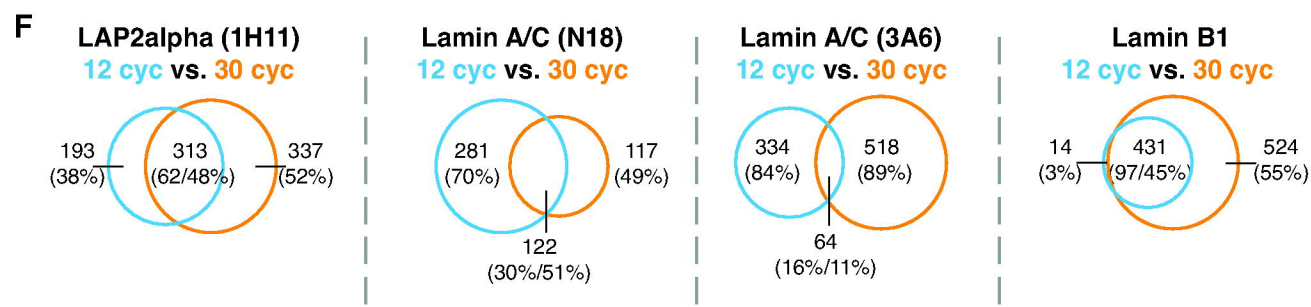 F
LAP2alpha (1H11)
12 cyc vs. 30 cyc
193
(38%)
313
(62/48%)
337
(52%)
Lamin A/C (N18)
12 cyc vs. 30 cyc
281
(70%)
117
(49%)
122
(30%/51%)
Lamin A/C (3A6)
12 cyc vs. 30 cyc
334
(84%)
518
(89%)
64
(16%/11%)
Lamin B1
12 cyc vs. 30 cyc
14
(3%)
431
(97/45%)
524
(55%)